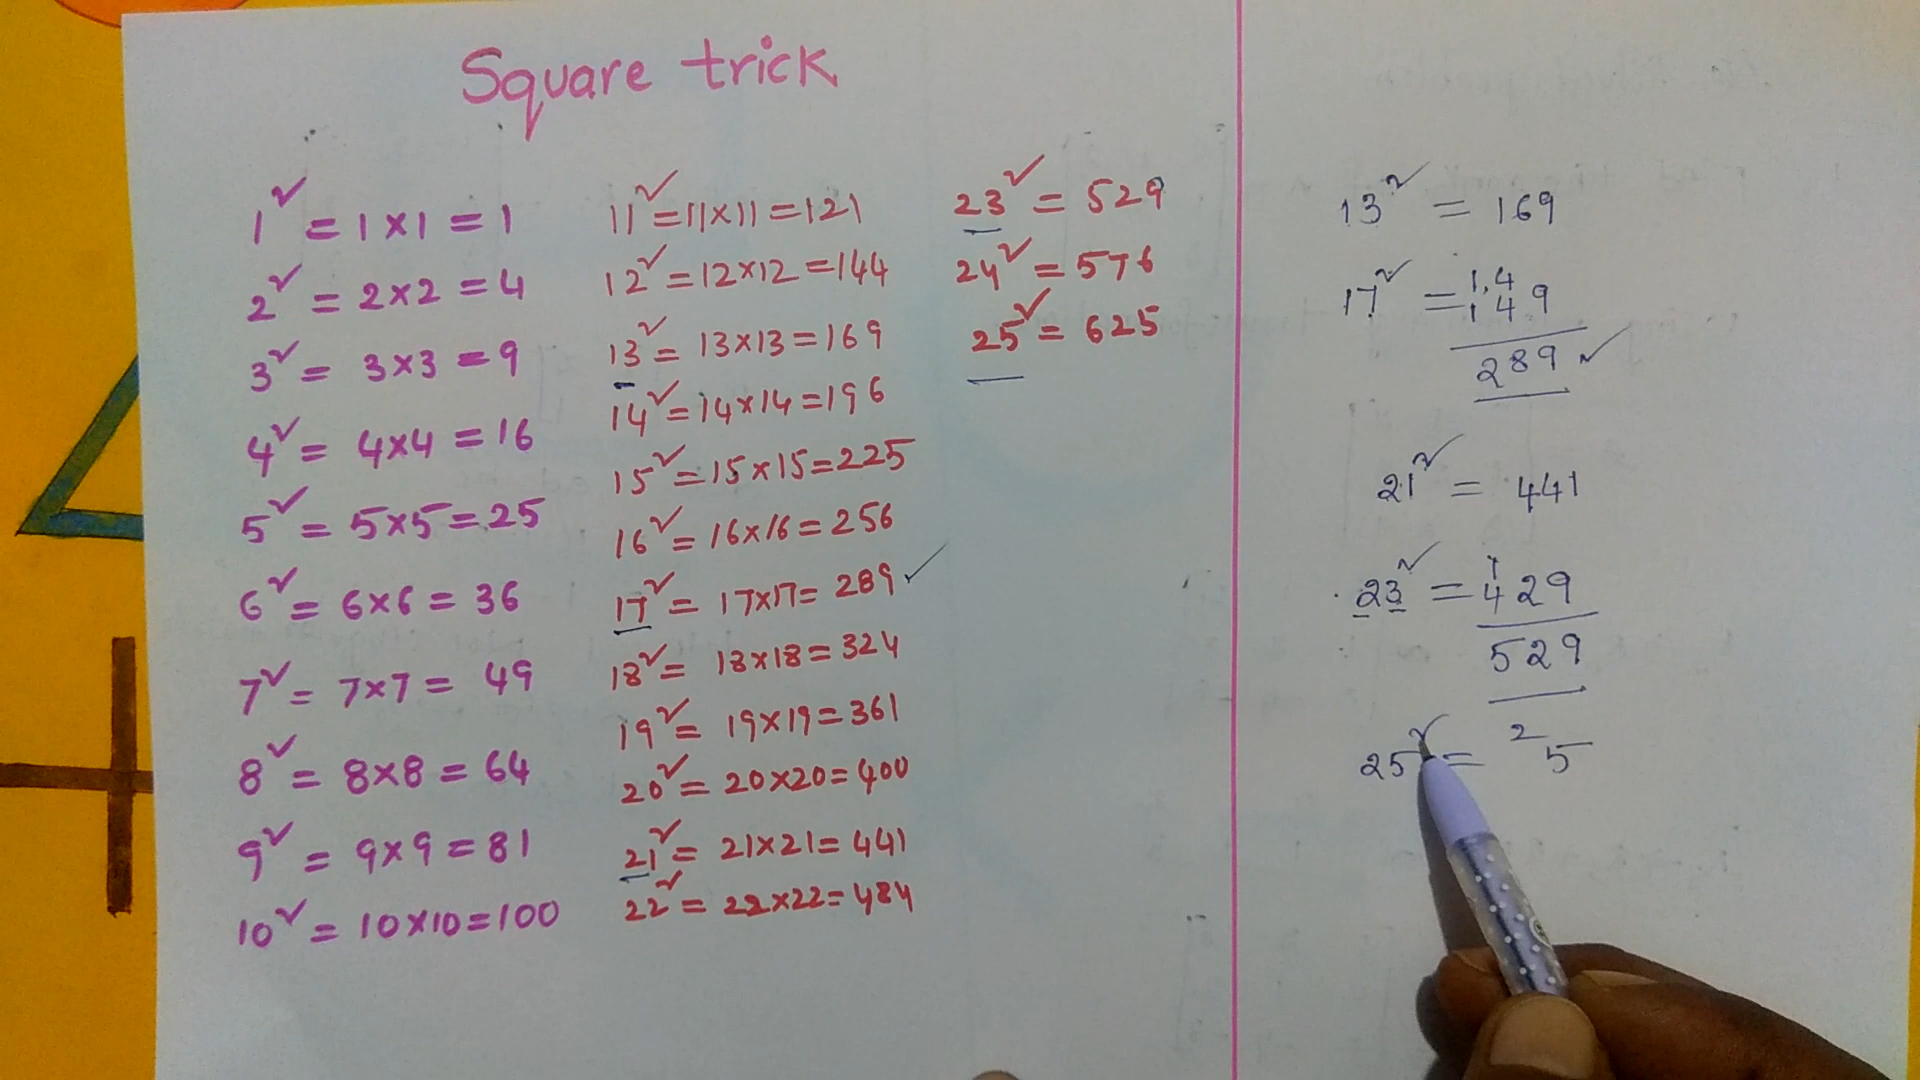 Square trick
1² = 1×1 = 1
2² = 2×2 = 4
3² = 3×3 = 9
4² = 4×4 = 16
5² = 5×5 = 25
6² = 6×6 = 36
7² = 7×7 = 49
8² = 8×8 = 64
9² = 9×9 = 81
10² = 10×10 = 100
11² = 11×11 = 121
12² = 12×12 = 144
13² = 13×13 = 169
14² = 14×14 = 196
15² = 15×15 = 225
16² = 16×16 = 256
17² = 17×17 = 289 ✓
18² = 18×18 = 324
19² = 19×19 = 361
20² = 20×20 = 400
21² = 21×21 = 441
22² = 22×22 = 484
23² = 529
24² = 576
25² = 625
13² = 169
1,4
17² = 149
289 ✓
21² = 441
1
23² = 429
529
2
25² = 5